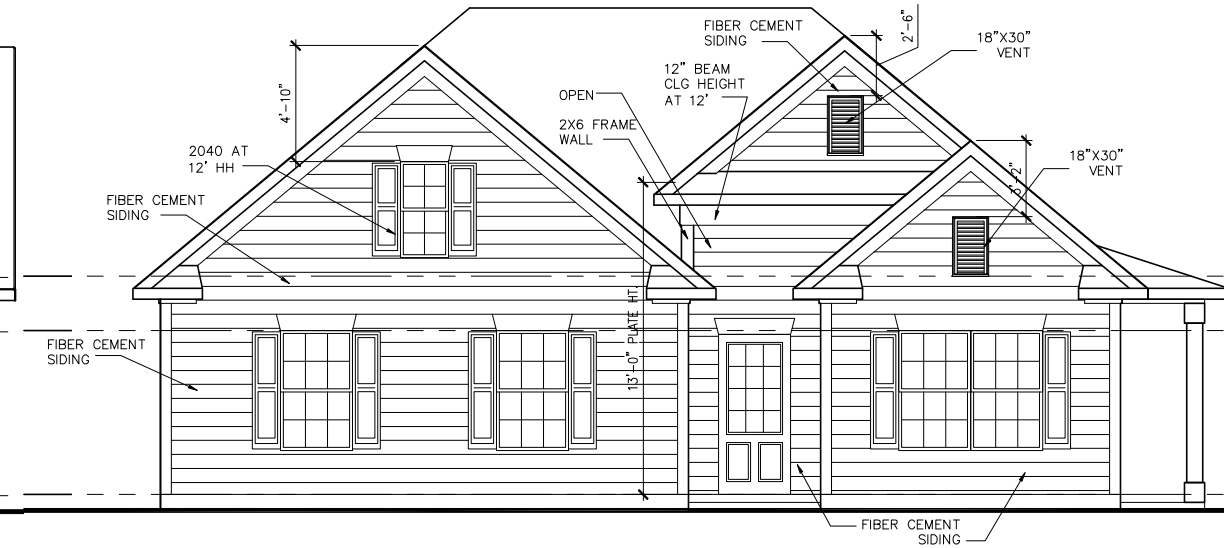 FIBER CEMENT
SIDING
2'-6"
18"X30"
VENT
12" BEAM
CLG HEIGHT
AT 12'
OPEN
2X6 FRAME
WALL
4'-10"
2040 AT
12' HH
18"X30"
VENT
3'-2"
FIBER CEMENT
SIDING
13'-0" PLATE HT.
FIBER CEMENT
SIDING
FIBER CEMENT
SIDING